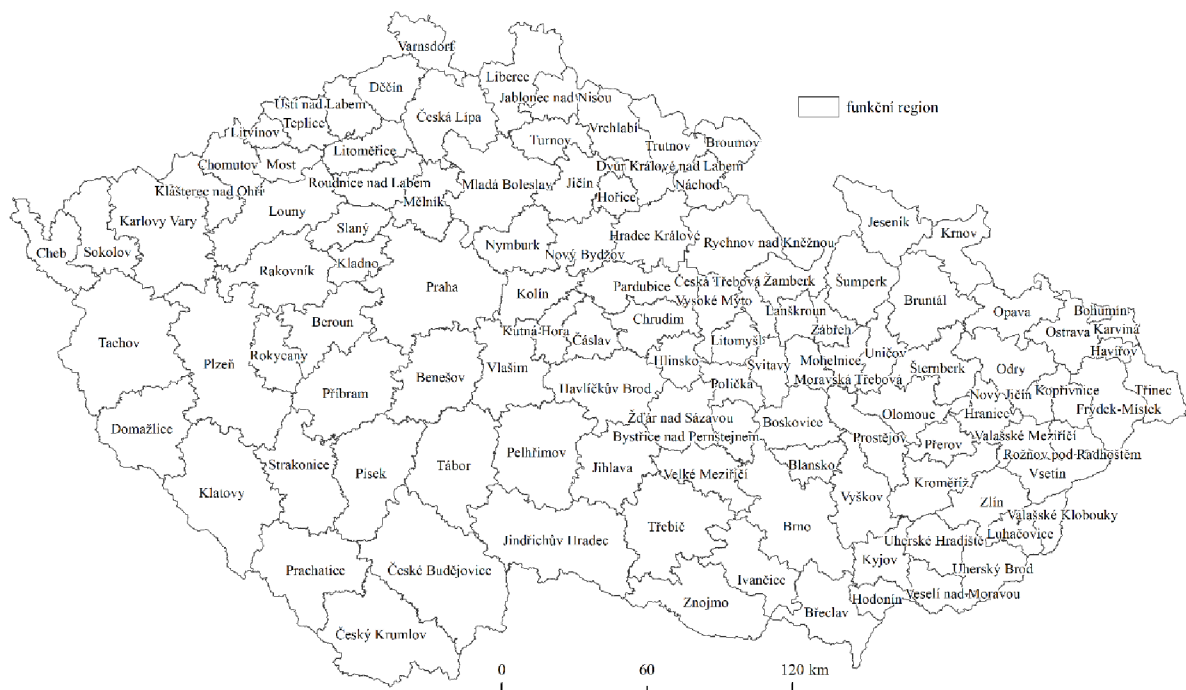 Varnsdorf
Liberec
Děčín
Jablonec nad Nisou
Ústí nad Labem
funkční region
Česká Lípa
Teplice
Vrchlabí
Litvínov
Turnov
Trutnov
Broumov
Litoměřice
Chomutov
Most
Dvůr Králové nad Labem
Roudnice nad Labem
Mladá Boleslav
Jičín
Náchod
Klášterec nad Ohří
Hořice
Mělník
Louny
Karlovy Vary
Jeseník
Slaný
Krnov
Hradec Králové
Nymburk
Rychnov nad Kněžnou
Cheb
Sokolov
Nový Bydžov
Kladno
Rakovník
Česká Třebová
Žamberk
Šumperk
Praha
Pardubice
Kolín
Bruntál
Vysoké Mýto
Lanškroun
Opava
Bohumín
Chrudim
Beroun
Kutná Hora
Zábřeh
Ostrava
Karviná
Čáslav
Litomyšl
Tachov
Havířov
Rokycany
Uničov
Hlinsko
Mohelnice
Plzeň
Vlašim
Svitavy
Šternberk
Odry
Benešov
Moravská Třebová
Polička
Havlíčkův Brod
Příbram
Nový Jičín
Kopřivnice
Třinec
Frýdek-Místek
Hranice
Olomouc
Žďár nad Sázavou
Boskovice
Domažlice
Bystřice nad Pernštejnem
Prostějov
Valašské Meziříčí
Přerov
Pelhřimov
Rožnov pod Radhoštěm
Strakonice
Písek
Tábor
Jihlava
Blansko
Velké Meziříčí
Vsetín
Kroměříž
Klatovy
Vyškov
Zlín
Valašské Klobouky
Třebíč
Brno
Luhačovice
Jindřichův Hradec
Uherské Hradiště
Kyjov
Uherský Brod
Prachatice
České Budějovice
Ivančice
Veselí nad Moravou
Hodonín
Znojmo
Břeclav
Český Krumlov
0 60 120 km